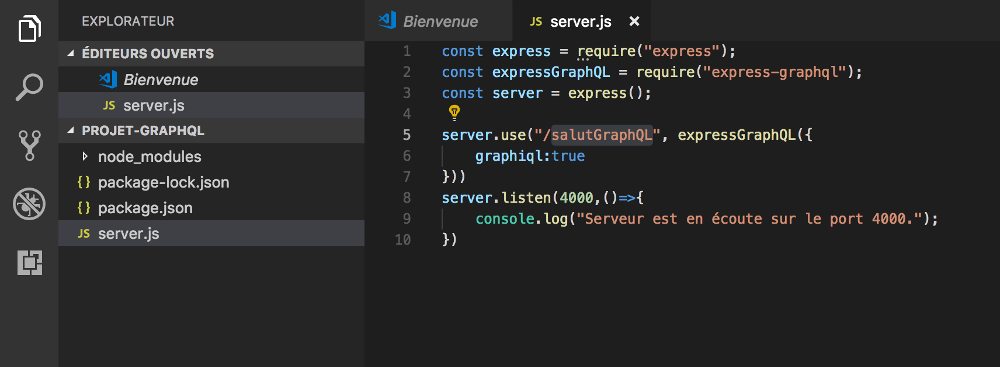 EXPLORATEUR
ÉDITEURS OUVERTS
Bienvenue
JS server.js
PROJET-GRAPHQL
node_modules
{ } package-lock.json
{ } package.json
JS server.js
Bienvenue
JS server.js ×
1 const express = require("express");
2 const expressGraphQL = require("express-graphql");
3 const server = express();
4
5 server.use("/salutGraphQL", expressGraphQL({
6     graphiql:true
7 }))
8 server.listen(4000,()=>{
9     console.log("Serveur est en écoute sur le port 4000.");
10 })